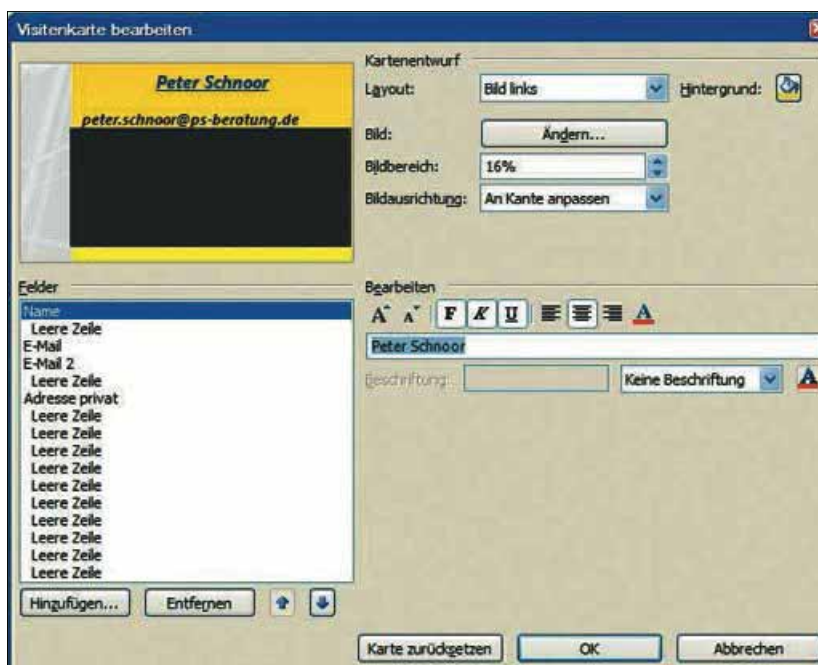 Visitenkarte bearbeiten
Peter Schnoor
peter.schnoor@ps-beratung.de
Kartenentwurf
Layout: Bild links Hintergrund:
Bild: Ändern...
Bildbereich: 16%
Bildausrichtung: An Kante anpassen
Felder
Name
Leere Zeile
E-Mail
E-Mail 2
Leere Zeile
Adresse privat
Leere Zeile
Leere Zeile
Leere Zeile
Leere Zeile
Leere Zeile
Leere Zeile
Leere Zeile
Leere Zeile
Leere Zeile
Leere Zeile
Hinzufügen... Entfernen
Bearbeiten
A A F K U A
Peter Schnoor
Beschriftung: Keine Beschriftung A
Karte zurücksetzen OK Abbrechen